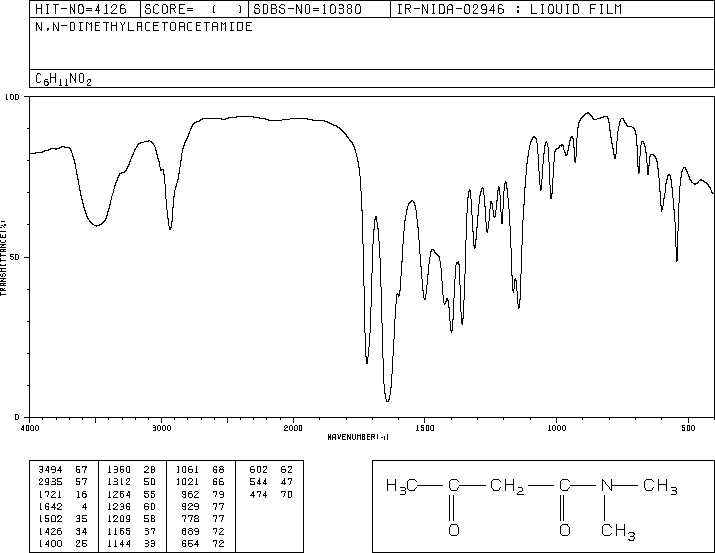 HIT-NO=4126 SCORE= ( ) SDBS-NO=10380 IR-NIDA-02946 : LIQUID FILM
N,N-DIMETHYLACETOACETAMIDE
C6H11NO2
100
50
0
TRANSMITTANCE(%)
4000 3000 2000 1500 1000 500
WAVENUMBER(-1)
3494 57 1360 28 1061 68 602 62
2935 57 1312 50 1021 66 544 47
1721 16 1264 55 962 79 474 70
1642 4 1236 60 929 77
1502 35 1209 58 778 77
1426 34 1165 37 689 72
1400 25 1144 33 654 72
H3C C CH2 C N CH3
O O CH3